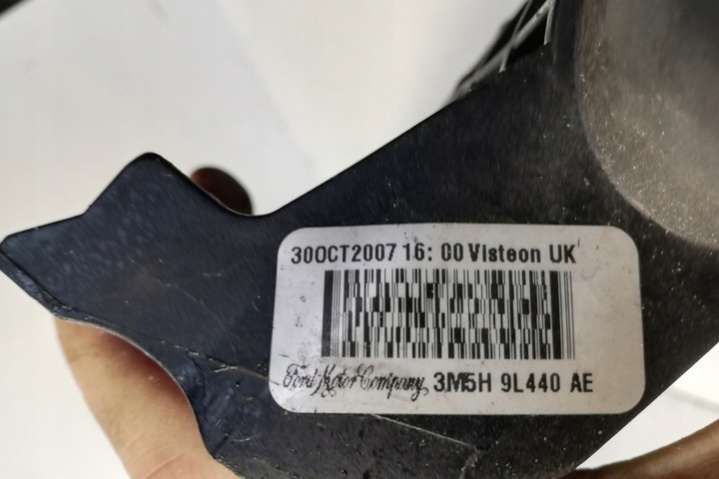 30OCT2007 16: 00 Visteon UK
Ford Motor Company 3M5H 9L440 AE